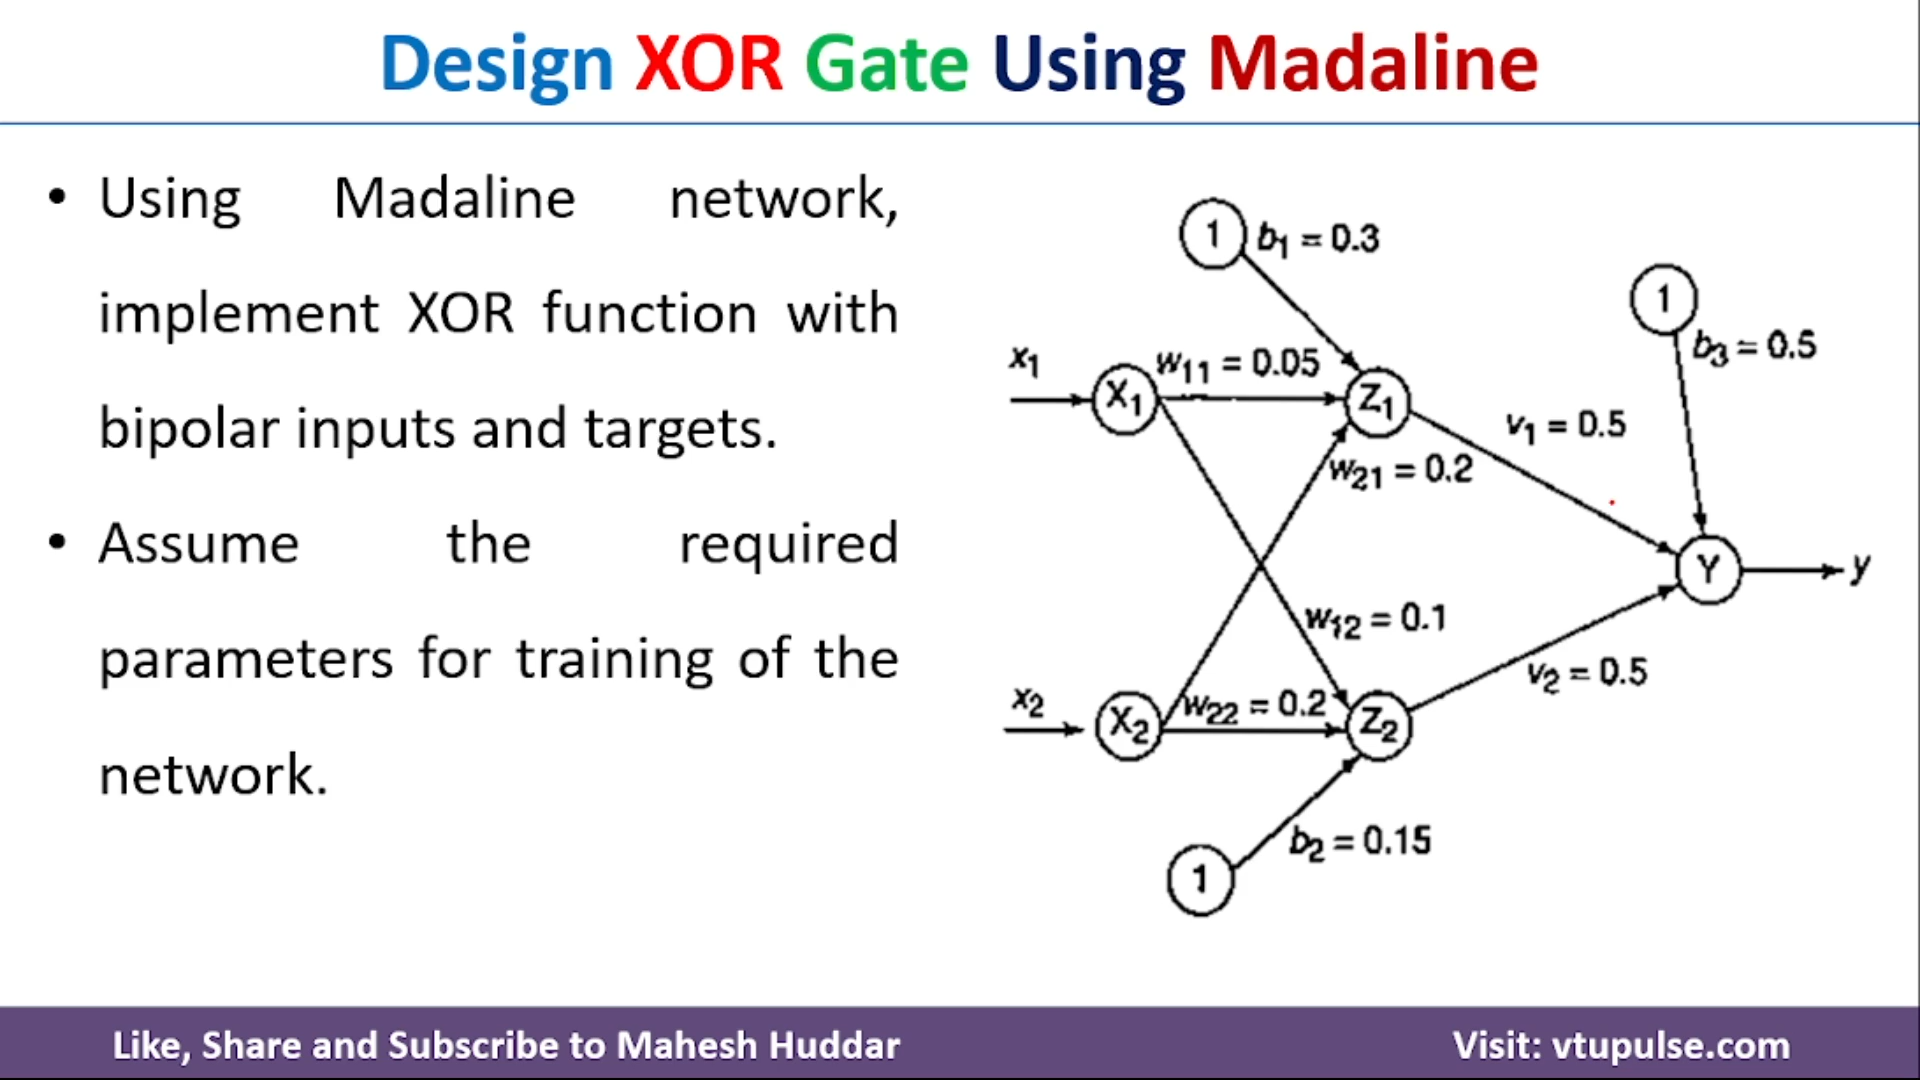 Design XOR Gate Using Madaline
• Using Madaline network,
implement XOR function with
bipolar inputs and targets.
• Assume the required
parameters for training of the
network.
1
b1 = 0.3
1
b3 = 0.5
x1
X1
w11 = 0.05
Z1
v1 = 0.5
w21 = 0.2
Y
y
w12 = 0.1
v2 = 0.5
x2
X2
w22 = 0.2
Z2
b2 = 0.15
1
Like, Share and Subscribe to Mahesh Huddar
Visit: vtupulse.com